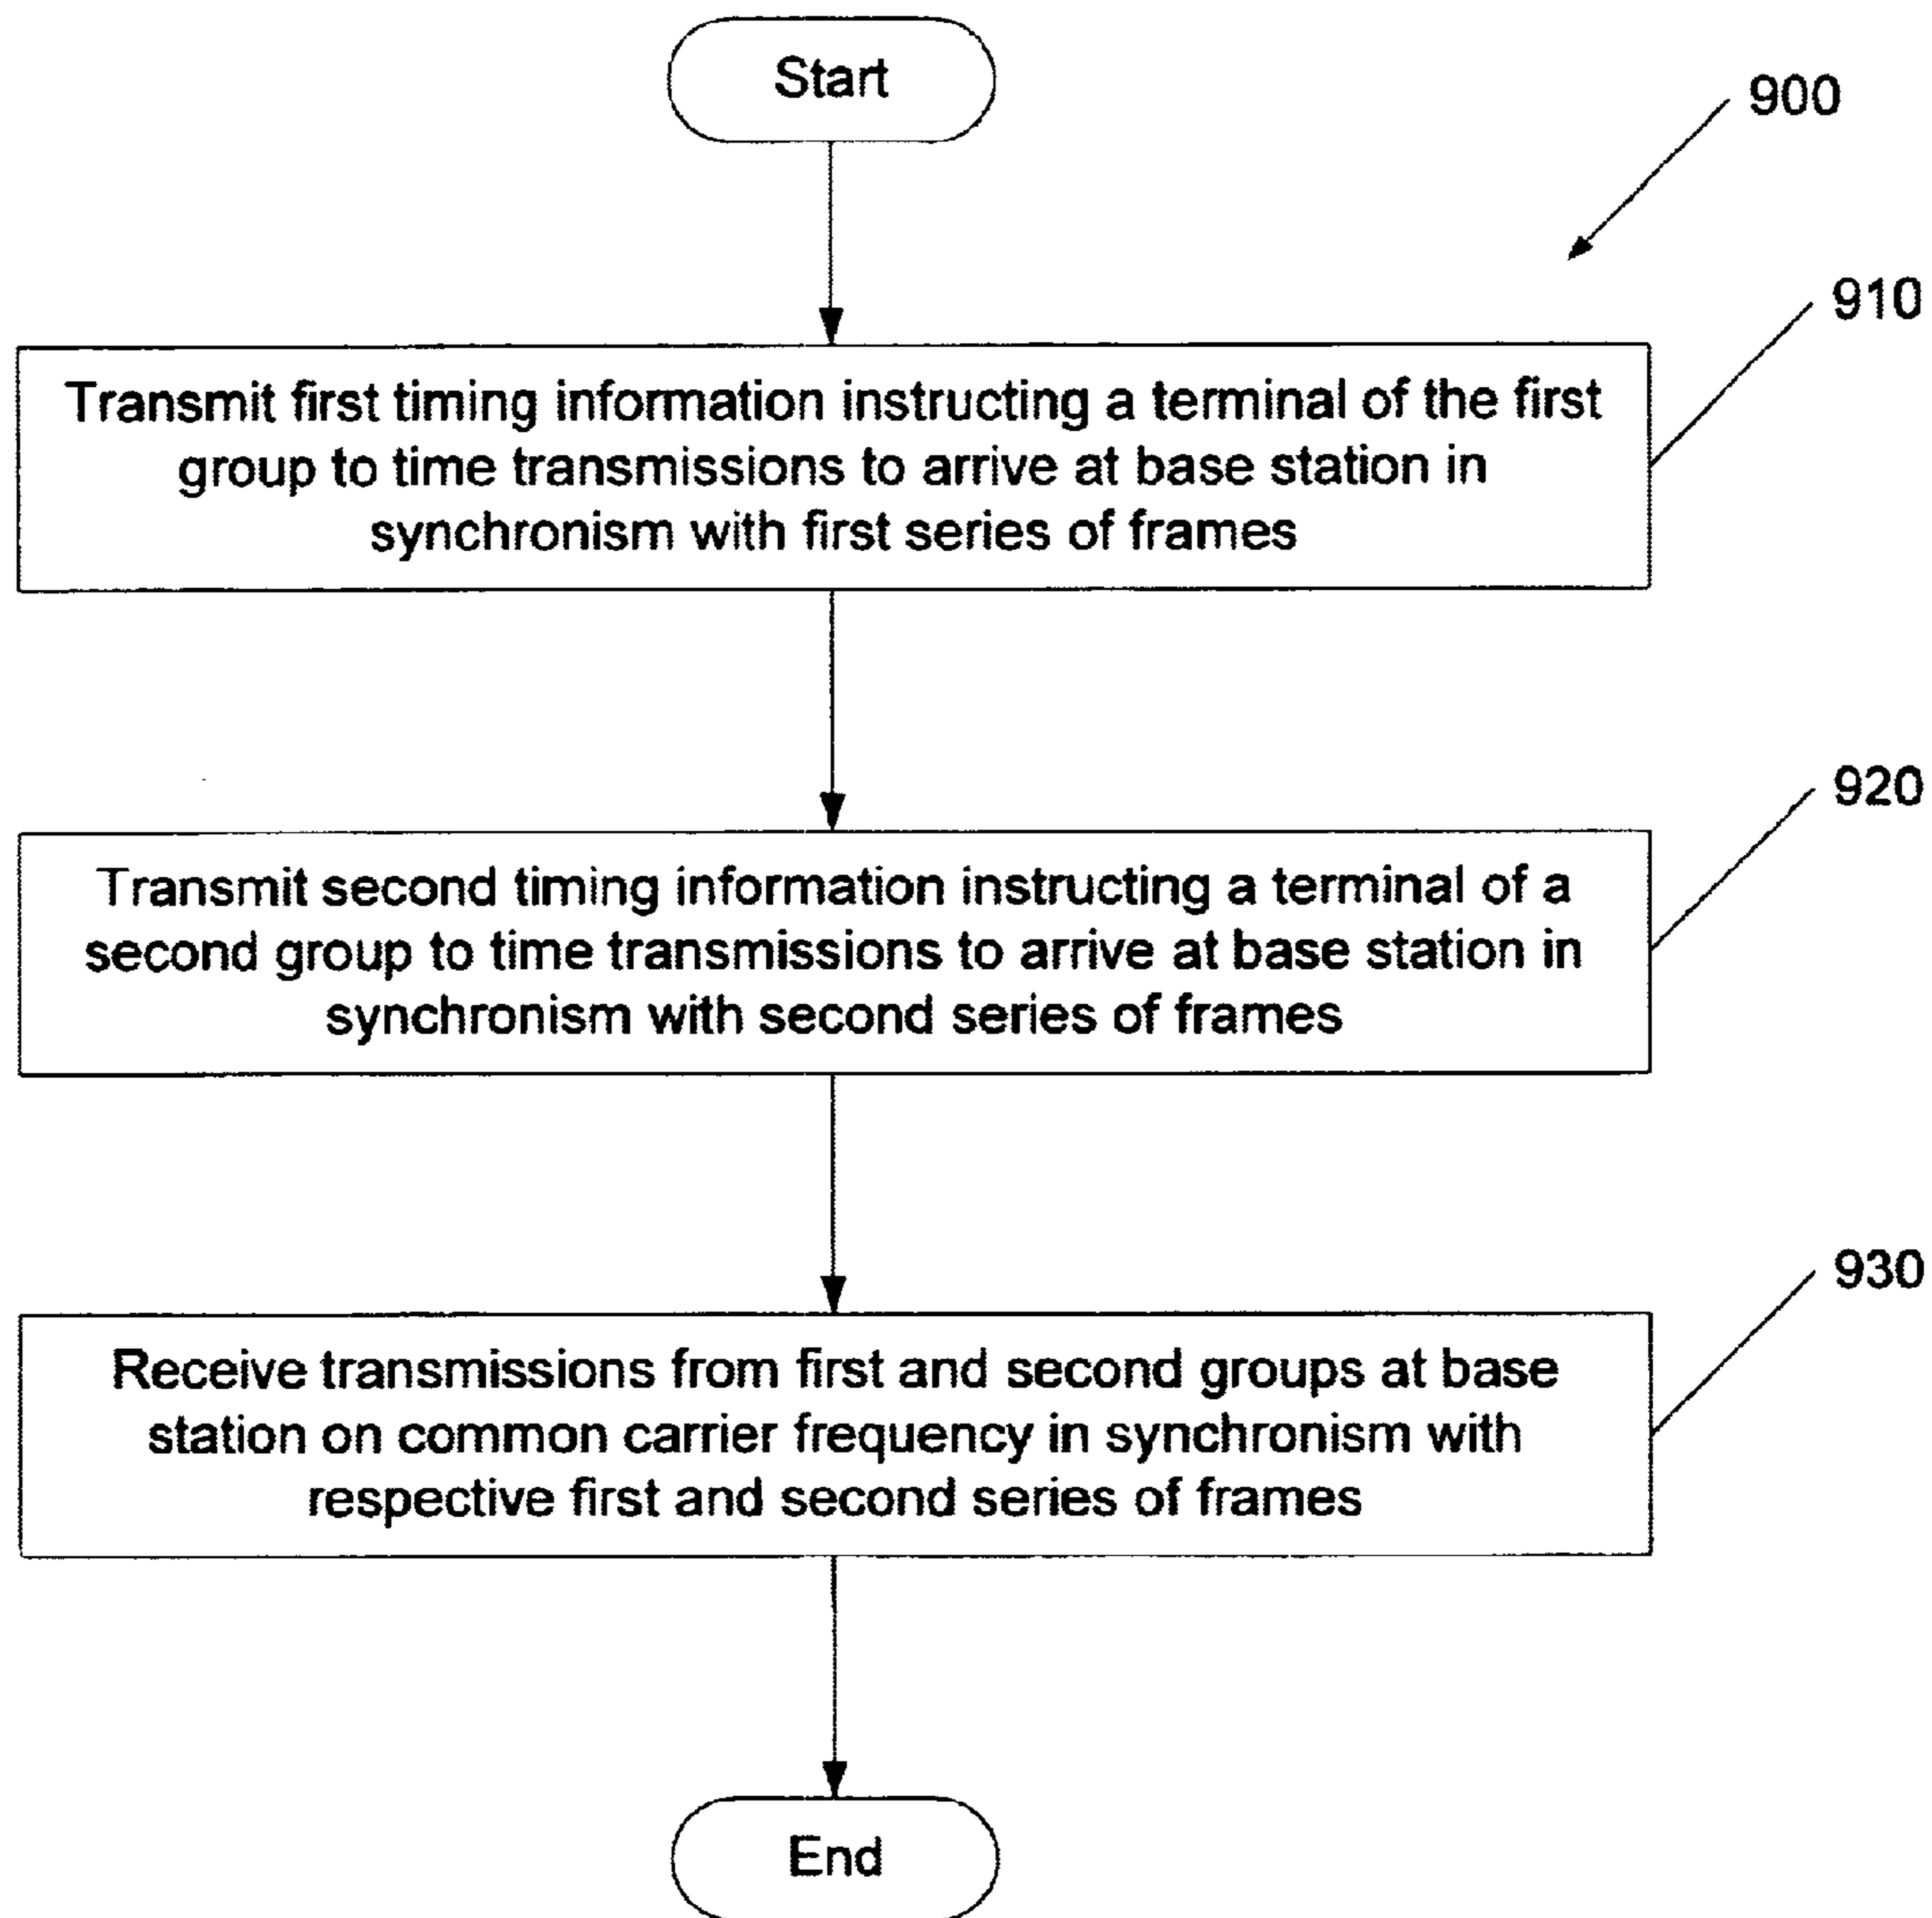 Start
900
910
Transmit first timing information instructing a terminal of the first
group to time transmissions to arrive at base station in
synchronism with first series of frames
920
Transmit second timing information instructing a terminal of a
second group to time transmissions to arrive at base station in
synchronism with second series of frames
930
Receive transmissions from first and second groups at base
station on common carrier frequency in synchronism with
respective first and second series of frames
End